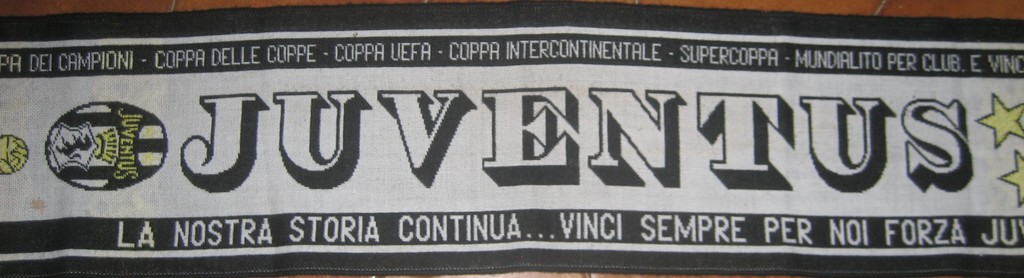 PA DEI CAMPIONI - COPPA DELLE COPPE - COPPA UEFA - COPPA INTERCONTINENTALE - SUPERCOPPA - MUNDIALITO PER CLUB. E VINC
JUVENTUS
JUVENTUS
LA NOSTRA STORIA CONTINUA...VINCI SEMPRE PER NOI FORZA JUV